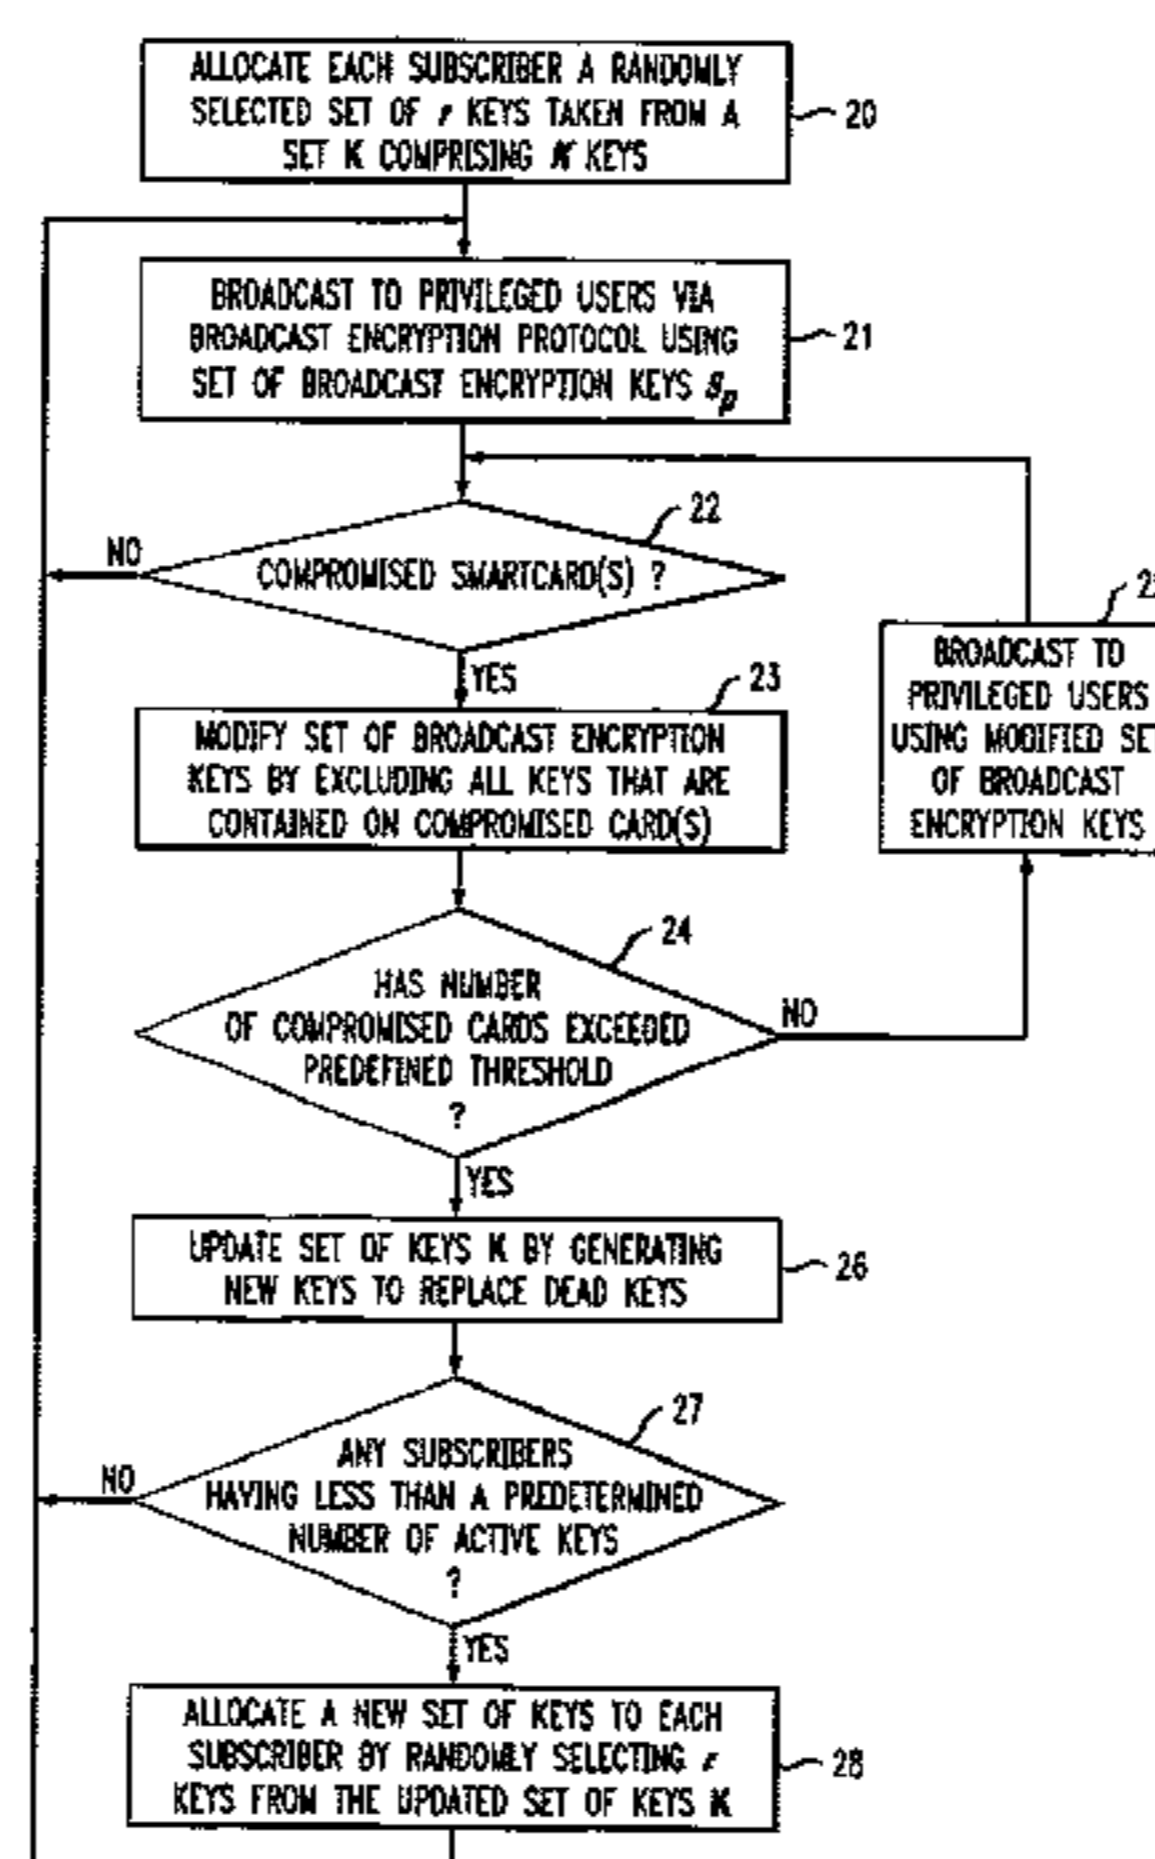 ALLOCATE EACH SUBSCRIBER A RANDOMLY
SELECTED SET OF r KEYS TAKEN FROM A
SET K COMPRISING K KEYS
20
BROADCAST TO PRIVILEGED USERS VIA
BROADCAST ENCRYPTION PROTOCOL USING
SET OF BROADCAST ENCRYPTION KEYS Sp
21
22
NO
COMPROMISED SMARTCARD(S) ?
YES
23
MODIFY SET OF BROADCAST ENCRYPTION
KEYS BY EXCLUDING ALL KEYS THAT ARE
CONTAINED ON COMPROMISED CARD(S)
BROADCAST TO
PRIVILEGED USERS
USING MODIFIED SET
OF BROADCAST
ENCRYPTION KEYS
24
HAS NUMBER
OF COMPROMISED CARDS EXCEEDED
PREDEFINED THRESHOLD
?
NO
YES
UPDATE SET OF KEYS K BY GENERATING
NEW KEYS TO REPLACE DEAD KEYS
26
27
ANY SUBSCRIBERS
HAVING LESS THAN A PREDETERMINED
NUMBER OF ACTIVE KEYS
?
NO
YES
ALLOCATE A NEW SET OF KEYS TO EACH
SUBSCRIBER BY RANDOMLY SELECTING r
KEYS FROM THE UPDATED SET OF KEYS K
28